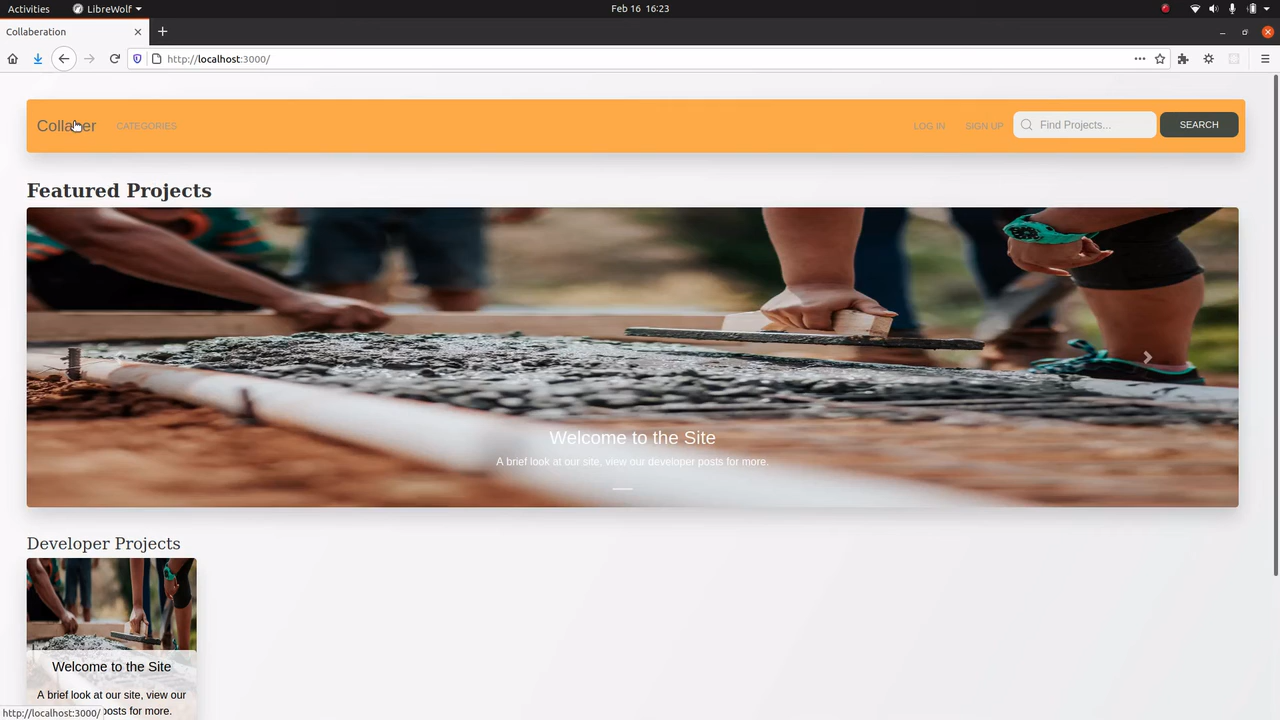 Activities
LibreWolf
Feb 16 16:23
Collaberation
http://localhost:3000/
Collaber
CATEGORIES
LOG IN
SIGN UP
Find Projects...
SEARCH
Featured Projects
Welcome to the Site
A brief look at our site, view our developer posts for more.
Developer Projects
Welcome to the Site
A brief look at our site, view our
posts for more.
http://localhost:3000/